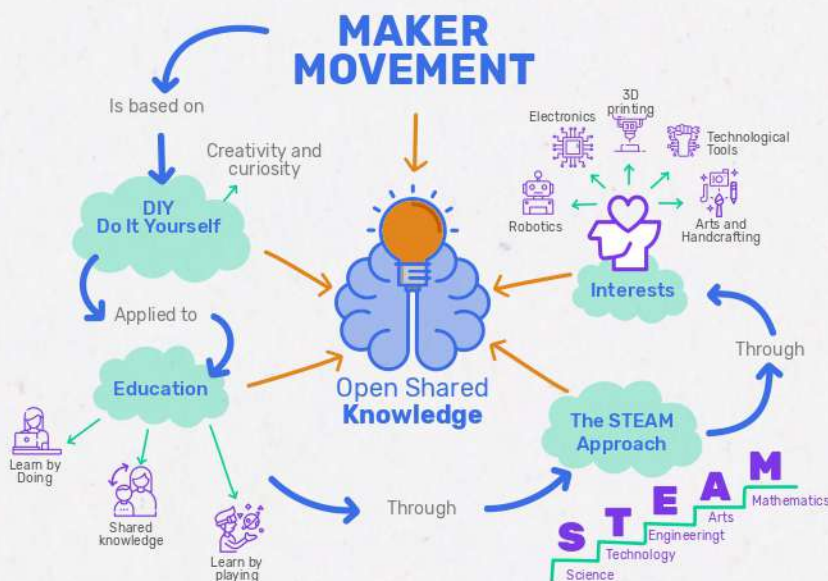 MAKER
MOVEMENT
Is based on
Creativity and
curiosity
DIY
Do It Yourself
Applied to
Education
Learn by
Doing
Shared
knowledge
Learn by
playing
Open Shared
Knowledge
Through
The STEAM
Approach
STEAM
Science
Technology
Engineeringt
Arts
Mathematics
Through
Interests
Robotics
Electronics
3D
printing
3D
Technological
Tools
Arts and
Handcrafting